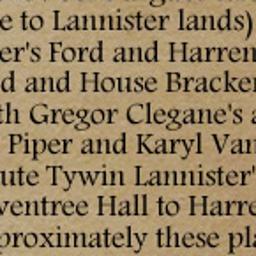 e to Lannister lands)
er's Ford and Harren
d and House Bracken
th Gregor Clegane's a
Piper and Karyl Van
ute Tywin Lannister'
ventree Hall to Harre
proximately these pla